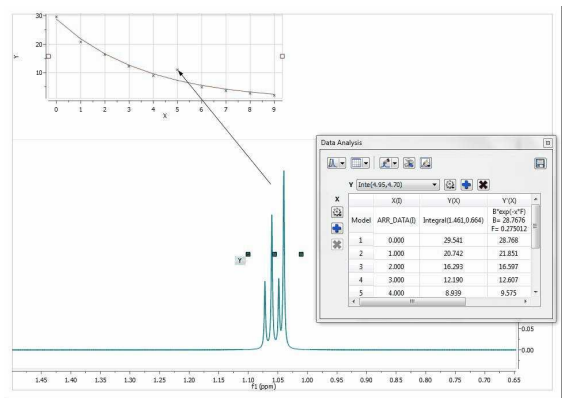 30
20
10
Y
0 1 2 3 4 5 6 7 8 9
X
Data Analysis
Y Inte(4.95,4.70)
X X(I) Y(X) Y'(X)
Model ARR_DATA(I) Integral(1.461,0.664) B*exp(-x*F)
B= 28.7676
F= 0.275012
1 0.000 29.541 28.768
2 1.000 20.742 21.851
3 2.000 16.293 16.597
4 3.000 12.190 12.607
5 4.000 8.939 9.575
Y
0.05
0.00
1.45 1.40 1.35 1.30 1.25 1.20 1.15 1.10 1.05 1.00 0.95 0.90 0.85 0.80 0.75 0.70 0.65
f1 (ppm)